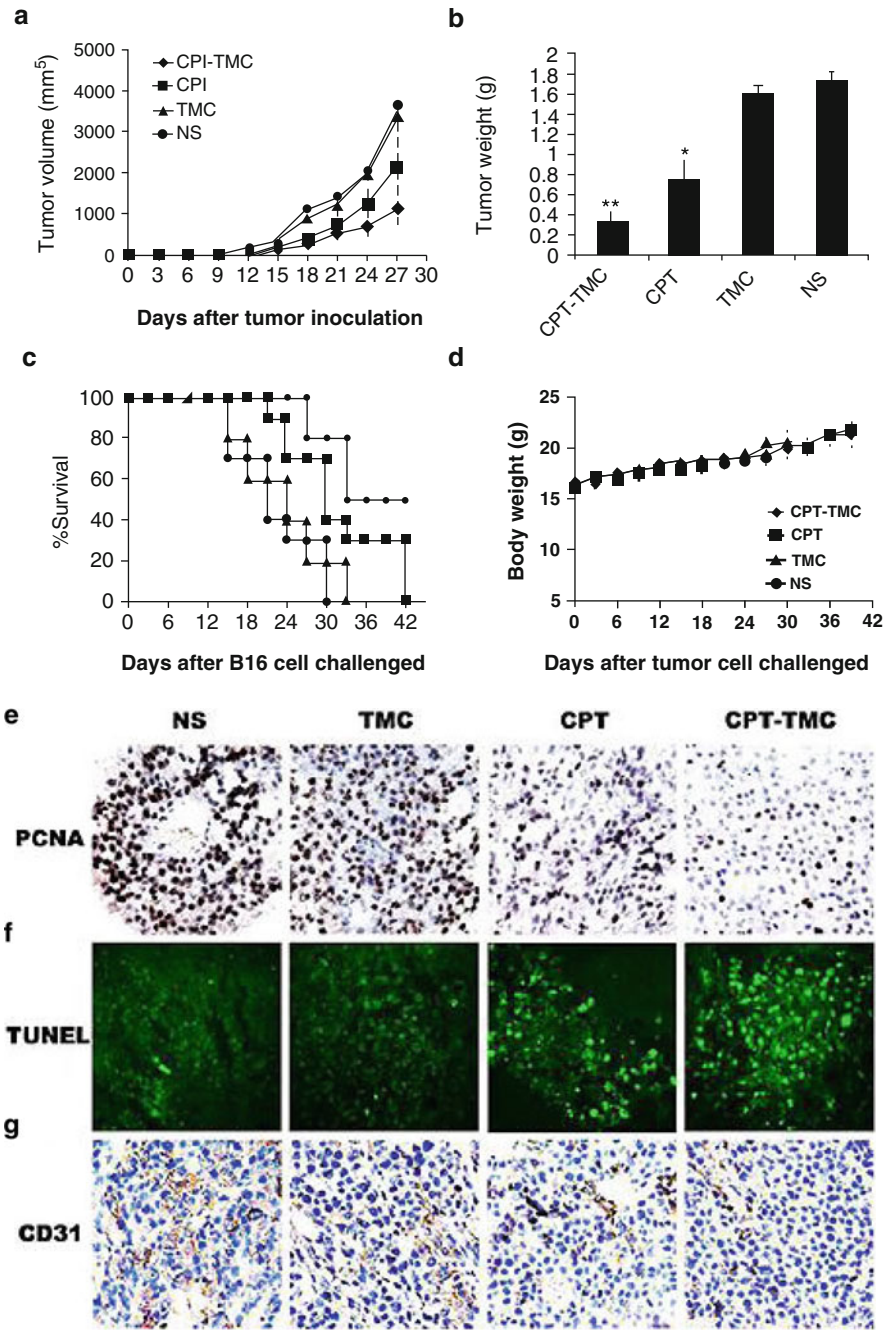 a
Tumor volume (mm5)
5000
4000
3000
2000
1000
0
CPI-TMC
CPI
TMC
NS
0 3 6 9 12 15 18 21 24 27 30
Days after tumor inoculation
b
Tumor weight (g)
2
1.8
1.6
1.4
1.2
1
0.8
0.6
0.4
0.2
0
**
*
CPT-TMC
CPT
TMC
NS
c
%Survival
100
80
60
40
20
0
0 6 12 18 24 30 36 42
Days after B16 cell challenged
d
Body weight (g)
25
20
15
10
5
CPT-TMC
CPT
TMC
NS
0 6 12 18 24 30 36 42
Days after tumor cell challenged
e
NS TMC CPT CPT-TMC
PCNA
f
TUNEL
g
CD31